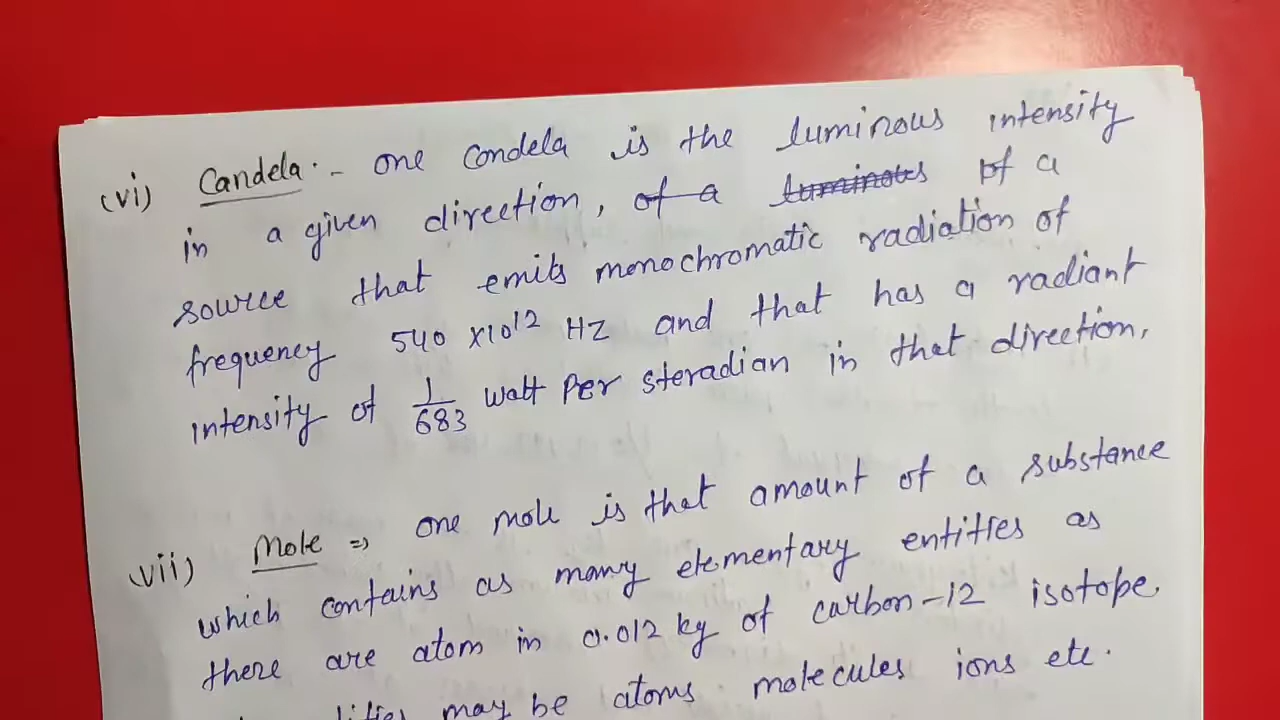 (vi) Candela. - one Condela is the luminous intensity
in a given direction, of a luminous of a
source that emits monochromatic radiation of
frequency 540 ×10¹² HZ and that has a radiant
intensity of 1/683 watt per steradian in that direction,
(vii) Mole ⇒ one mole is that amount of a substance
which contains as many elementary entities as
there are atom in 0.012 kg of carbon-12 isotope.
may be atoms. molecules ions etc.